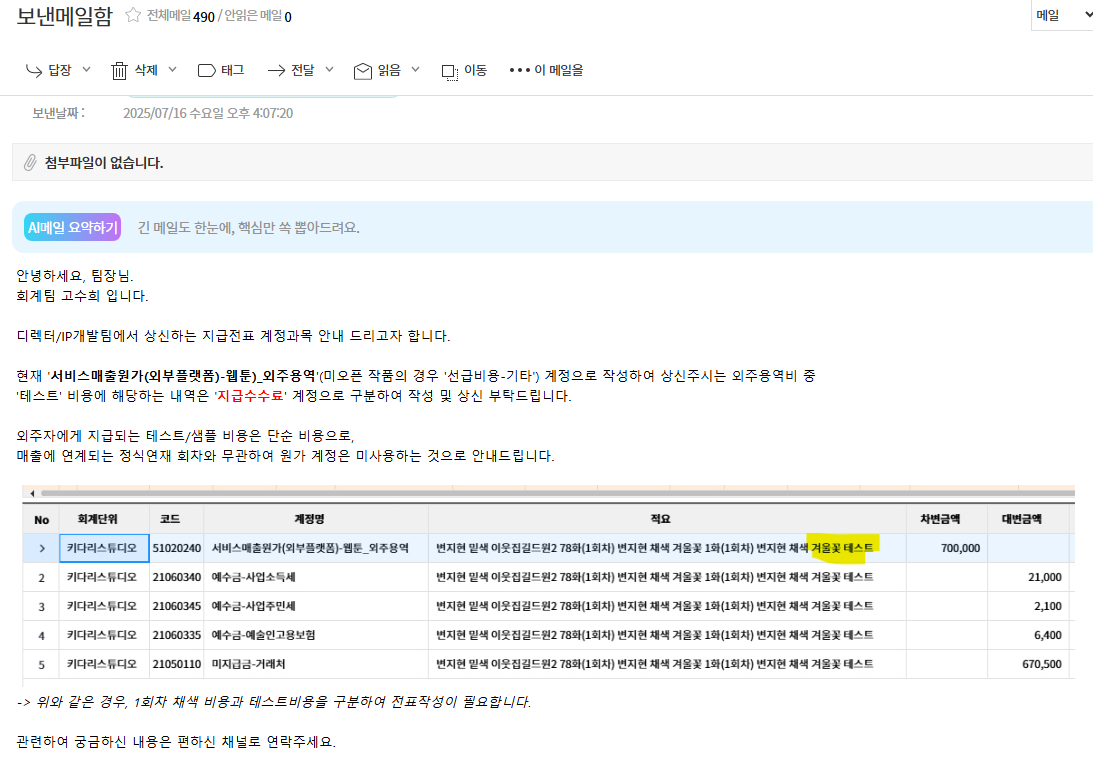 보낸메일함 전체메일 490 / 안읽은 메일 0 메일
답장 삭제 태그 전달 읽음 이동 ••• 이 메일을
보낸날짜 : 2025/07/16 수요일 오후 4:07:20
첨부파일이 없습니다.
AI메일 요약하기 긴 메일도 한눈에, 핵심만 쏙 뽑아드려요.
안녕하세요, 팀장님.
회계팀 고수희 입니다.
디렉터/IP개발팀에서 상신하는 지급전표 계정과목 안내 드리고자 합니다.
현재 '서비스매출원가(외부플랫폼)-웹툰)_외주용역'(미오픈 작품의 경우 '선급비용-기타') 계정으로 작성하여 상신주시는 외주용역비 중
'테스트' 비용에 해당하는 내역은 '지급수수료' 계정으로 구분하여 작성 및 상신 부탁드립니다.
외주자에게 지급되는 테스트/샘플 비용은 단순 비용으로,
매출에 연계되는 정식연재 회차와 무관하여 원가 계정은 미사용하는 것으로 안내드립니다.
No 회계단위 코드 계정명 적요 차변금액 대변금액
> 키다리스튜디오 51020240 서비스매출원가(외부플랫폼)-웹툰_외주용역 변지현 밑색 이웃집길드원2 78화(1회차) 변지현 채색 겨울꽃 1화(1회차) 변지현 채색 겨울꽃 테스트 700,000
2 키다리스튜디오 21060340 예수금-사업소득세 변지현 밑색 이웃집길드원2 78화(1회차) 변지현 채색 겨울꽃 1화(1회차) 변지현 채색 겨울꽃 테스트 21,000
3 키다리스튜디오 21060345 예수금-사업주민세 변지현 밑색 이웃집길드원2 78화(1회차) 변지현 채색 겨울꽃 1화(1회차) 변지현 채색 겨울꽃 테스트 2,100
4 키다리스튜디오 21060335 예수금-예술인고용보험 변지현 밑색 이웃집길드원2 78화(1회차) 변지현 채색 겨울꽃 1화(1회차) 변지현 채색 겨울꽃 테스트 6,400
5 키다리스튜디오 21050110 미지급금-거래처 변지현 밑색 이웃집길드원2 78화(1회차) 변지현 채색 겨울꽃 1화(1회차) 변지현 채색 겨울꽃 테스트 670,500
-> 위와 같은 경우, 1회차 채색 비용과 테스트비용을 구분하여 전표작성이 필요합니다.
관련하여 궁금하신 내용은 편하신 채널로 연락주세요.